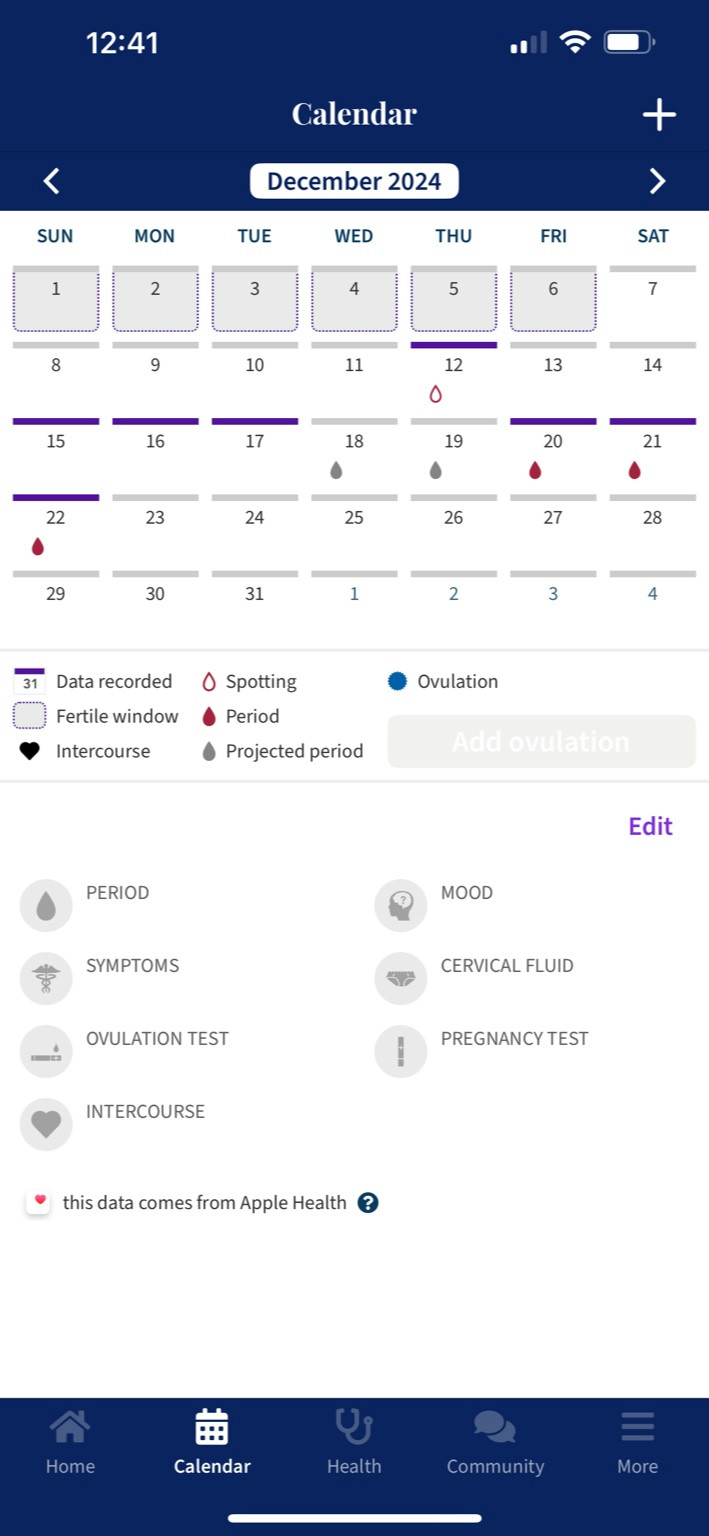 12:41
Calendar
December 2024
SUN MON TUE WED THU FRI SAT
1 2 3 4 5 6 7
8 9 10 11 12 13 14
15 16 17 18 19 20 21
22 23 24 25 26 27 28
29 30 31 1 2 3 4
31 Data recorded Spotting Ovulation
Fertile window Period
Add ovulation
Intercourse Projected period
Edit
PERIOD MOOD
SYMPTOMS CERVICAL FLUID
OVULATION TEST PREGNANCY TEST
INTERCOURSE
this data comes from Apple Health ?
Home Calendar Health Community More